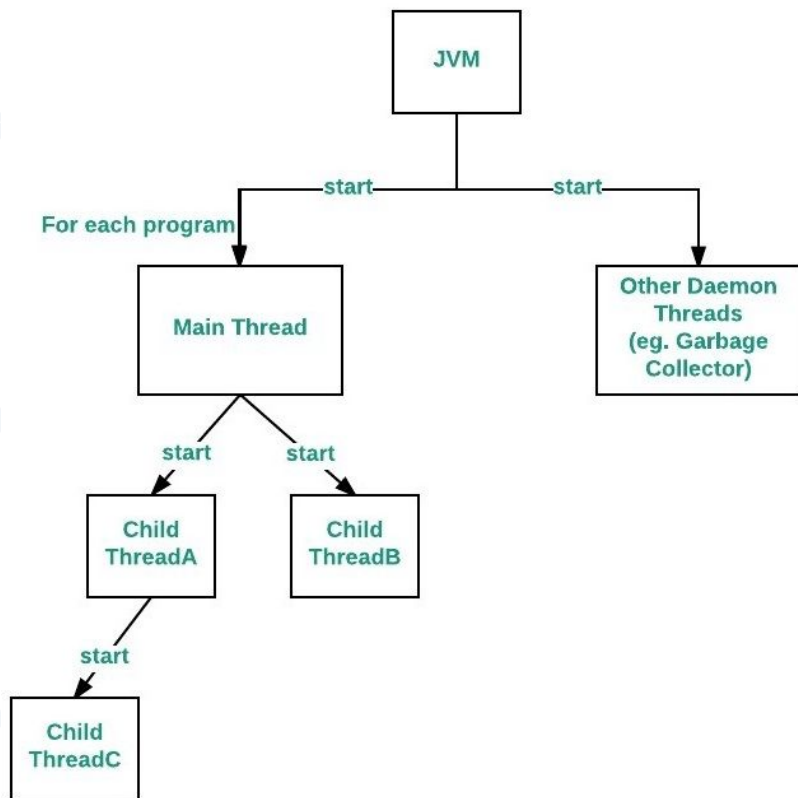 JVM
start
start
For each program
Main Thread
Other Daemon
Threads
(eg. Garbage
Collector)
start
start
Child
ThreadA
Child
ThreadB
start
Child
ThreadC